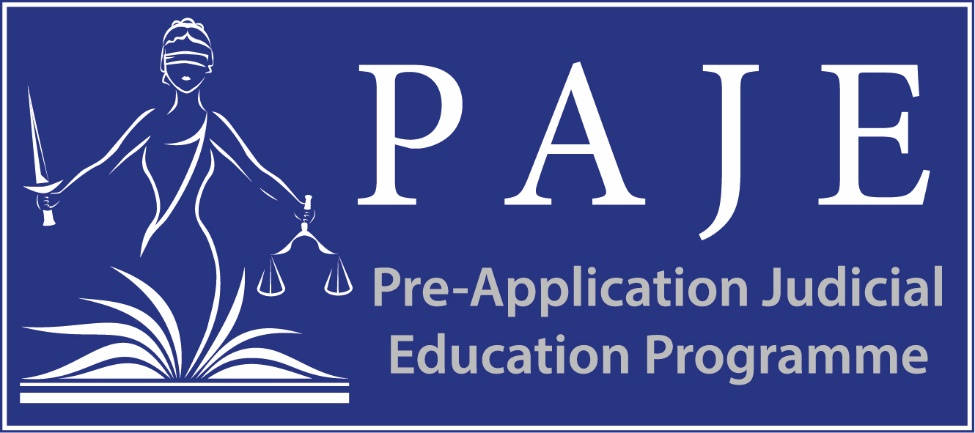 PAJE
Pre-Application Judicial
Education Programme